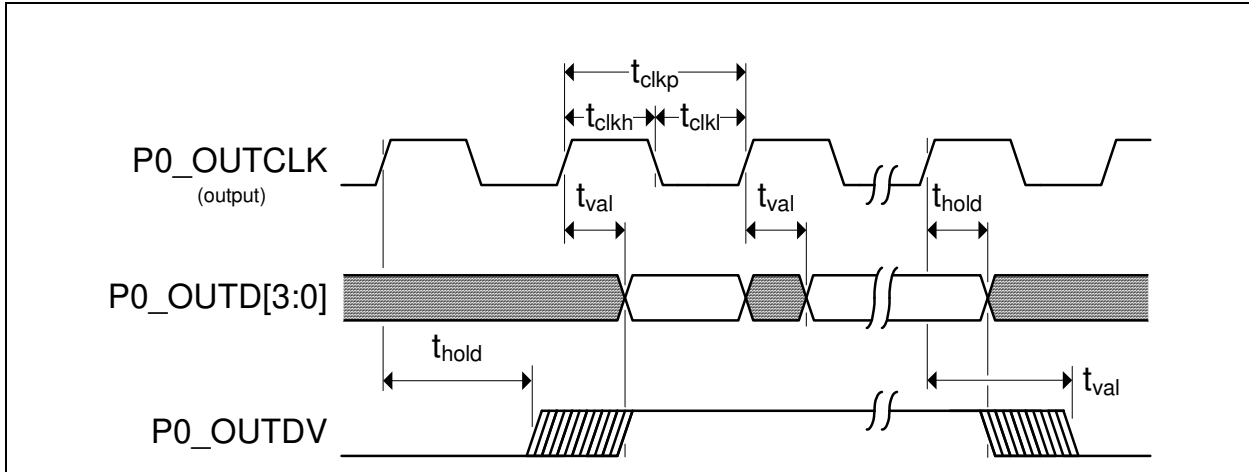 t_clkp
t_clkh t_clkl
P0_OUTCLK
(output)
t_val t_val t_hold
P0_OUTD[3:0]
t_hold
t_val
P0_OUTDV